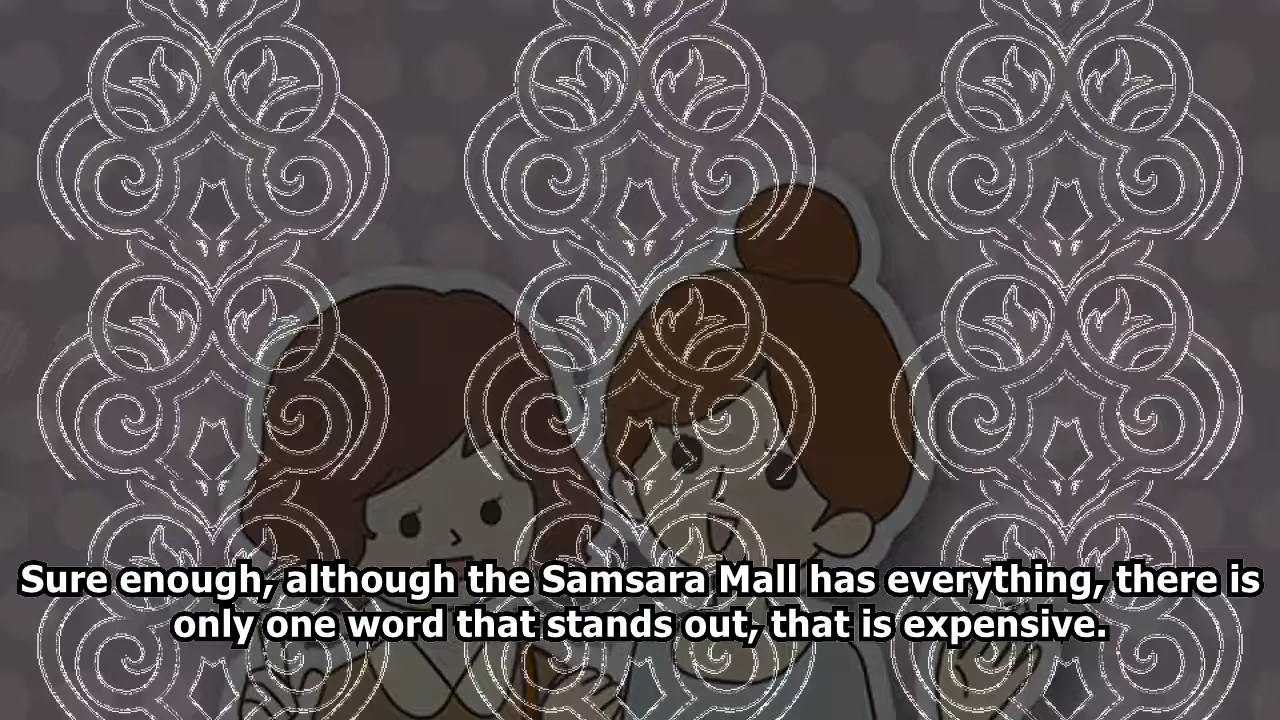 Sure enough, although the Samsara Mall has everything, there is
only one word that stands out, that is expensive.